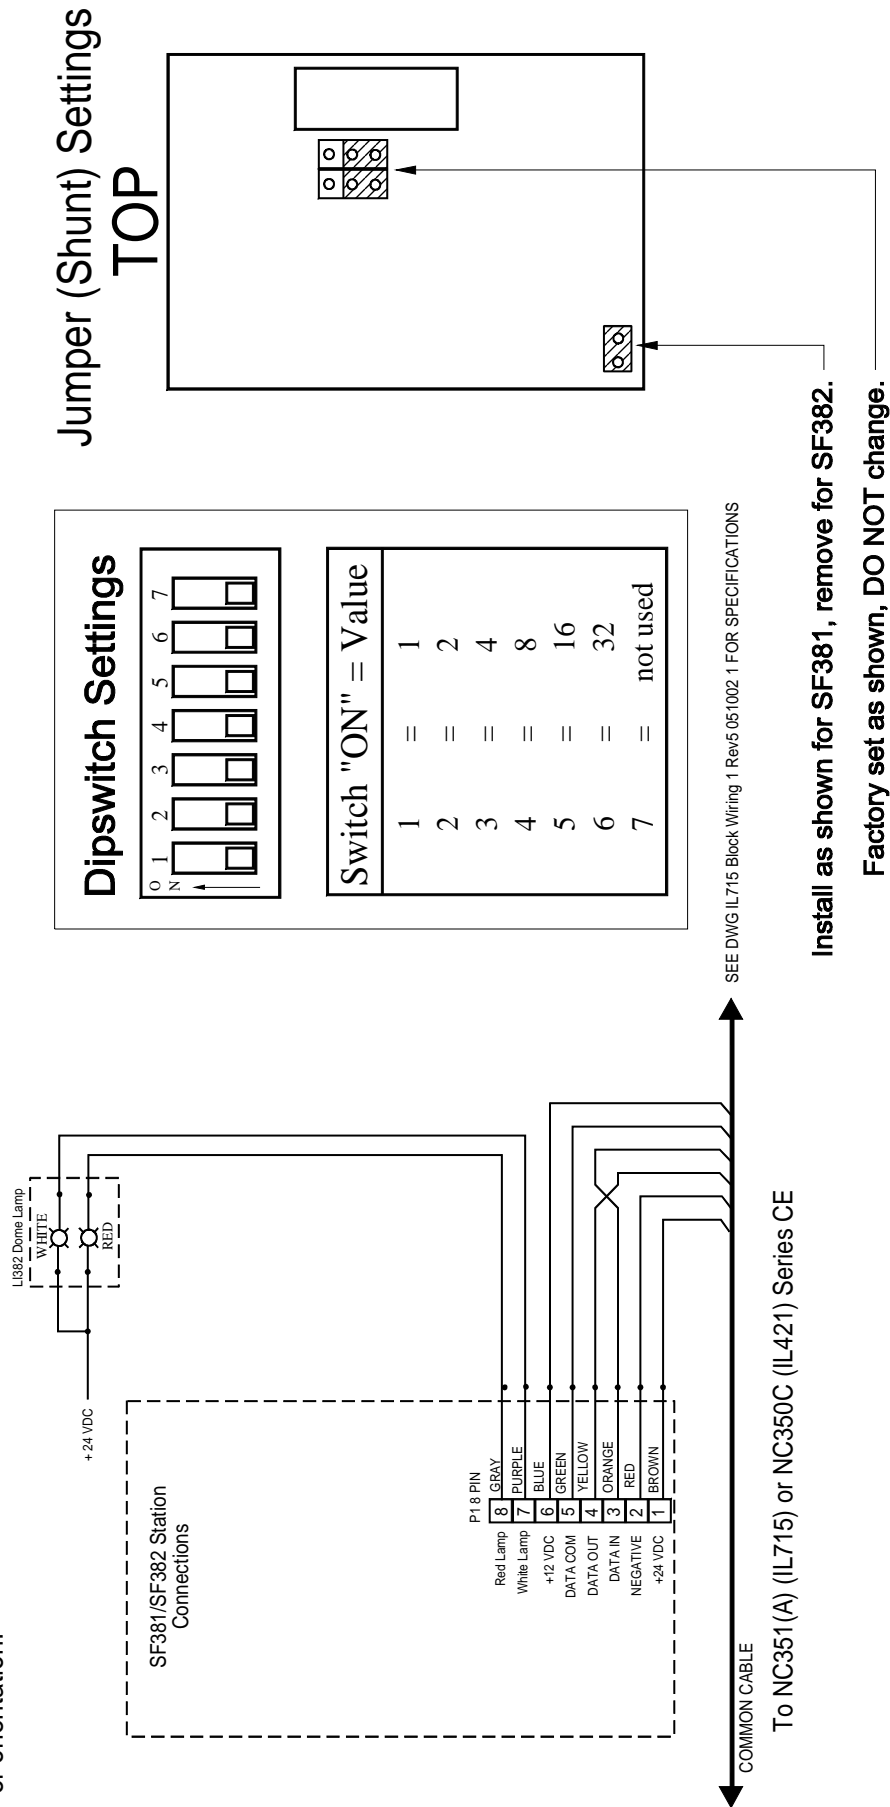 or orientation.
SF381/SF382 Station
Connections
+ 24 VDC
LI382 Dome Lamp
WHITE
RED
P1 8 PIN
Red Lamp 8 GRAY
White Lamp 7 PURPLE
+12 VDC 6 BLUE
DATA COM 5 GREEN
DATA OUT 4 YELLOW
DATA IN 3 ORANGE
NEGATIVE 2 RED
+24 VDC 1 BROWN
COMMON CABLE
To NC351(A) (IL715) or NC350C (IL421) Series CE
SEE DWG IL715 Block Wiring 1 Rev5 051002 1 FOR SPECIFICATIONS
Dipswitch Settings
O N
1 2 3 4 5 6 7
Switch "ON" = Value
1 = 1
2 = 2
3 = 4
4 = 8
5 = 16
6 = 32
7 = not used
Jumper (Shunt) Settings
TOP
Install as shown for SF381, remove for SF382.
Factory set as shown, DO NOT change.